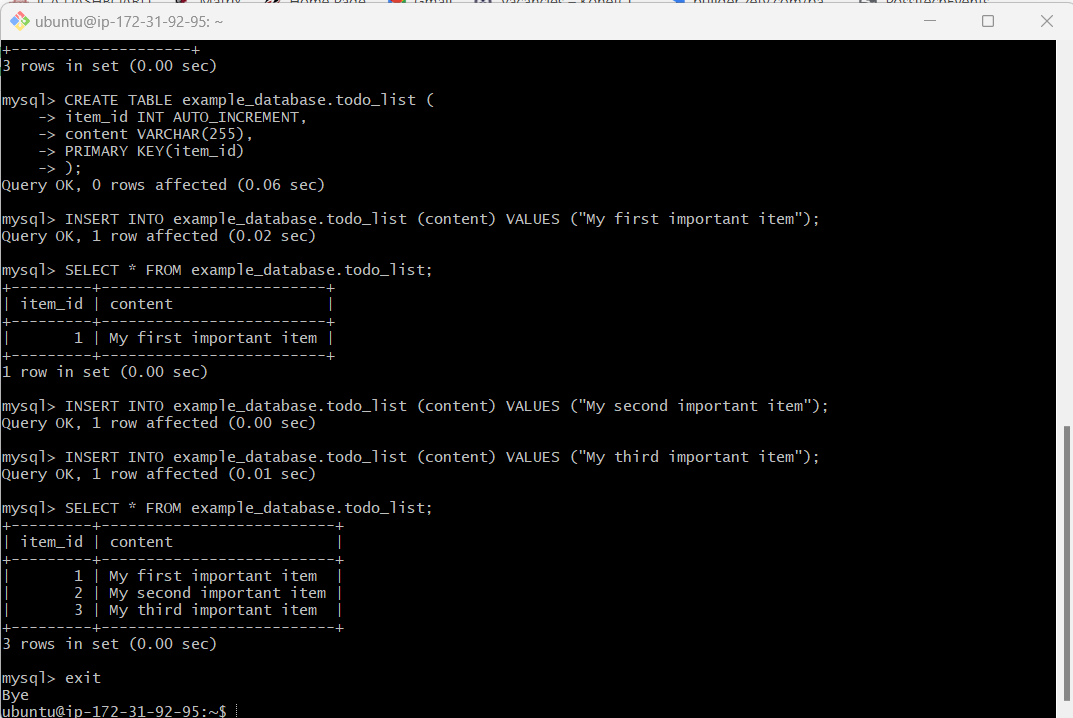 ubuntu@ip-172-31-92-95: ~
+--------------------+
3 rows in set (0.00 sec)
mysql> CREATE TABLE example_database.todo_list (
    -> item_id INT AUTO_INCREMENT,
    -> content VARCHAR(255),
    -> PRIMARY KEY(item_id)
    -> );
Query OK, 0 rows affected (0.06 sec)
mysql> INSERT INTO example_database.todo_list (content) VALUES ("My first important item");
Query OK, 1 row affected (0.02 sec)
mysql> SELECT * FROM example_database.todo_list;
+---------+-------------------------+
| item_id | content                 |
+---------+-------------------------+
|       1 | My first important item |
+---------+-------------------------+
1 row in set (0.00 sec)
mysql> INSERT INTO example_database.todo_list (content) VALUES ("My second important item");
Query OK, 1 row affected (0.00 sec)
mysql> INSERT INTO example_database.todo_list (content) VALUES ("My third important item");
Query OK, 1 row affected (0.01 sec)
mysql> SELECT * FROM example_database.todo_list;
+---------+--------------------------+
| item_id | content                  |
+---------+--------------------------+
|       1 | My first important item  |
|       2 | My second important item |
|       3 | My third important item  |
+---------+--------------------------+
3 rows in set (0.00 sec)
mysql> exit
Bye
ubuntu@ip-172-31-92-95:~$